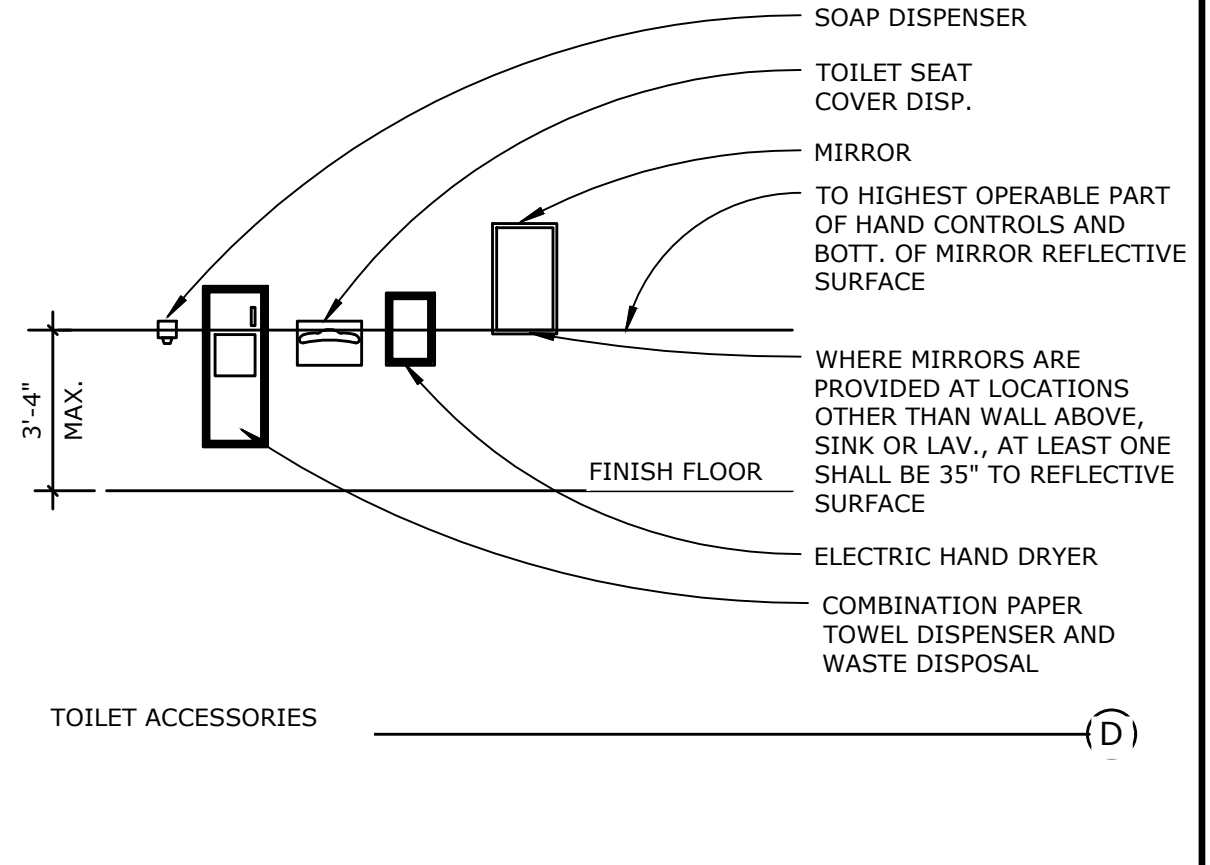 SOAP DISPENSER
TOILET SEAT
COVER DISP.
MIRROR
TO HIGHEST OPERABLE PART
OF HAND CONTROLS AND
BOTT. OF MIRROR REFLECTIVE
SURFACE
3'-4"
MAX.
WHERE MIRRORS ARE
PROVIDED AT LOCATIONS
OTHER THAN WALL ABOVE,
SINK OR LAV., AT LEAST ONE
SHALL BE 35" TO REFLECTIVE
SURFACE
FINISH FLOOR
ELECTRIC HAND DRYER
COMBINATION PAPER
TOWEL DISPENSER AND
WASTE DISPOSAL
TOILET ACCESSORIES
D